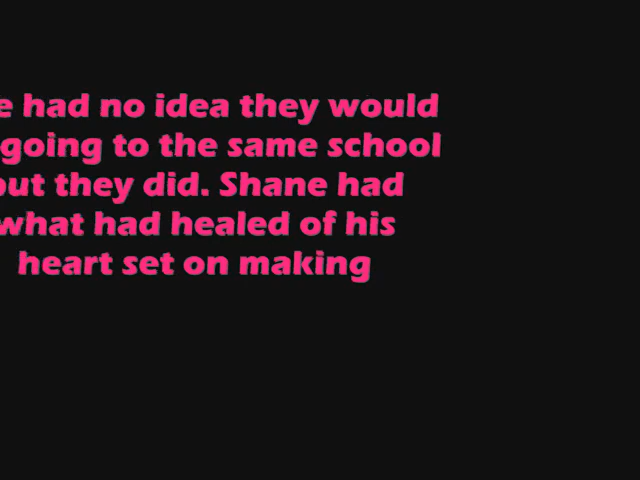 had no idea they would
going to the same school
they did. Shane had
what had healed of his
heart set on making